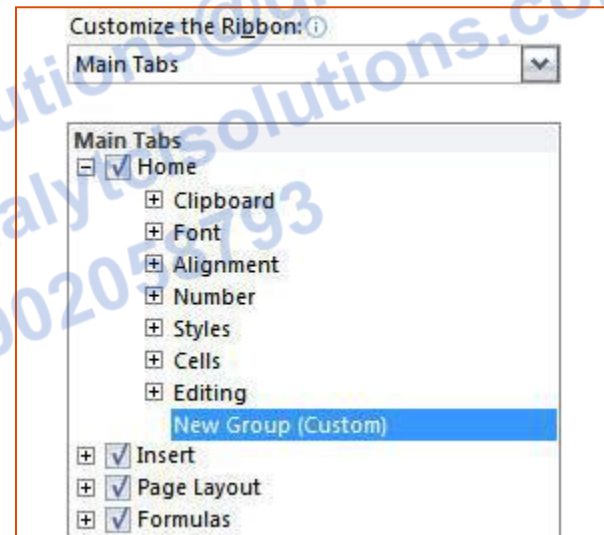 Customize the Ribbon:
Main Tabs
Main Tabs
Home
Clipboard
Font
Alignment
Number
Styles
Cells
Editing
New Group (Custom)
Insert
Page Layout
Formulas